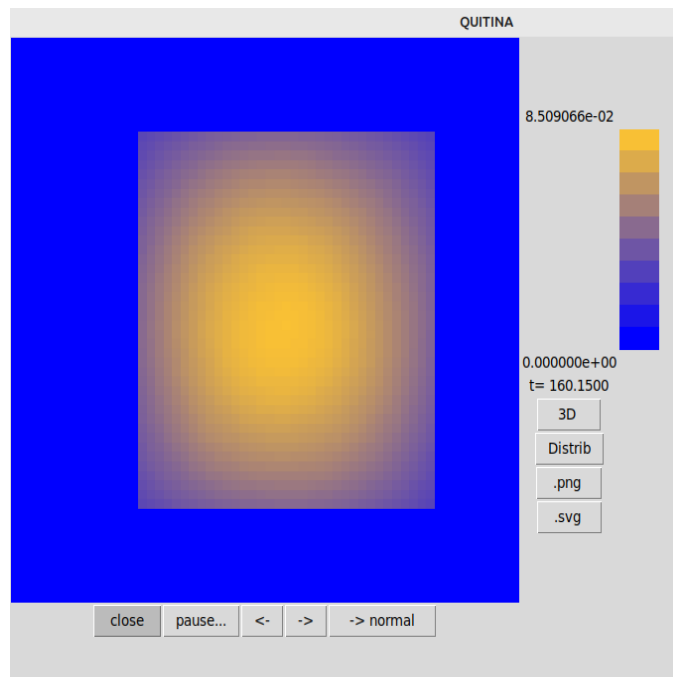 QUITINA
8.509066e-02
0.000000e+00
t= 160.1500
3D
Distrib
.png
.svg
close pause... <- -> -> normal